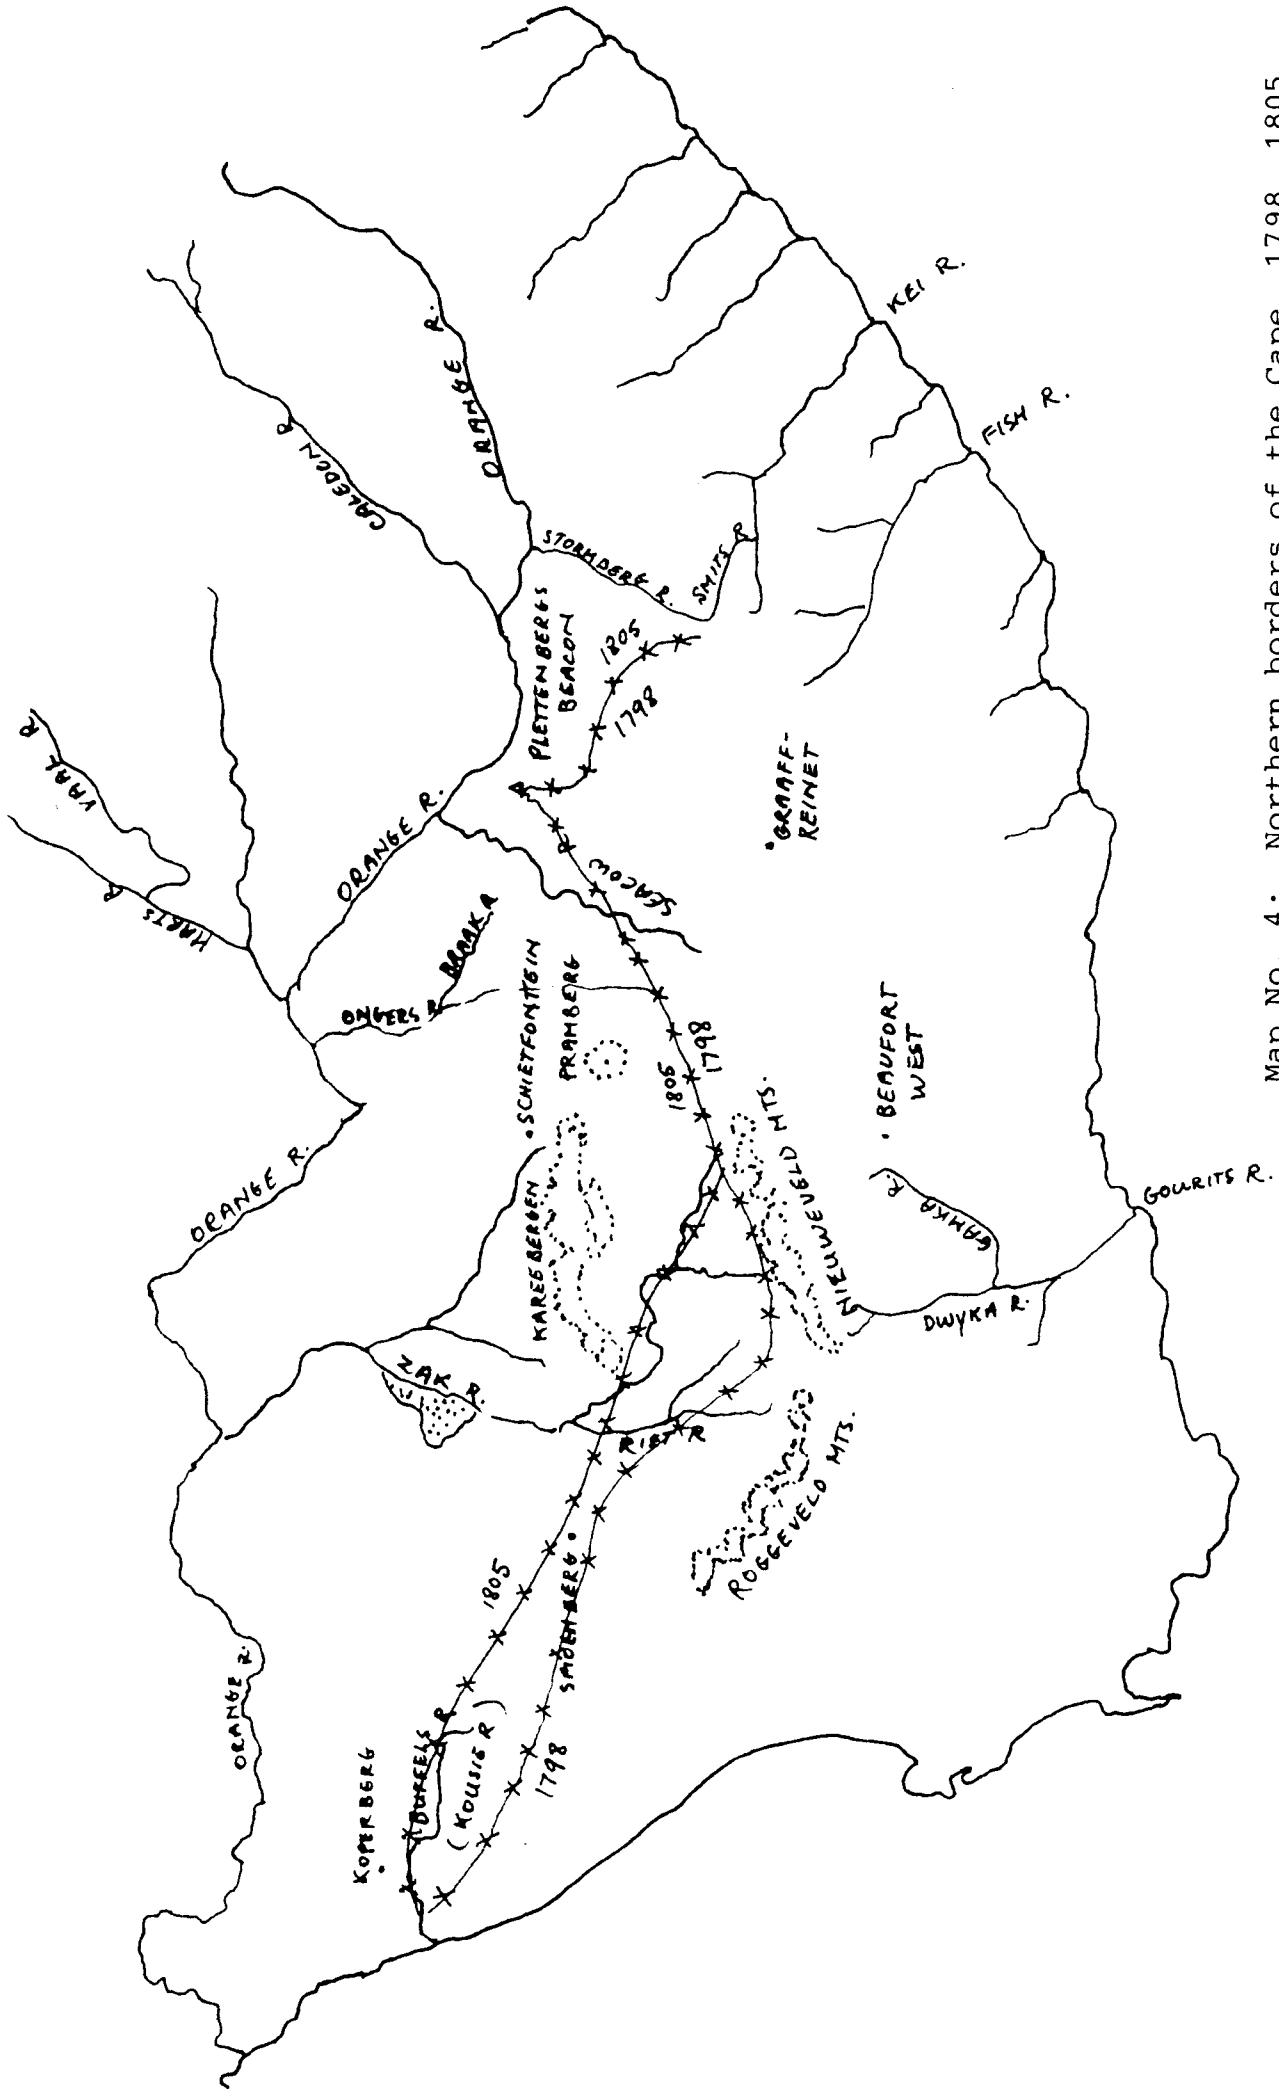 VAAL R
HARTS R
CALEDON R
ORANGE R.
ORANGE R.
ORANGE R.
ORANGE R.
STORMBERG R.
SMITS R
KEI R.
FISH R.
PLETTENBERGS
BEACON
1805
1798
SEACOW
R
BRAAK R
ONGERS R
SCHIETFONTEIN
PRAMBERG
KAREEBERGEN
1805
1798
GRAAFF-
REINET
BEAUFORT
WEST
NIEUWEVELD MTS.
GAMKA R.
DWYKA R.
GOURITS R.
ZAK R.
RIET R
ROGGEVELD MTS.
SAGENBERG
1805
1798
KOPERBERG
BUFFELS R
(KOUSIE R)
Map No. 4. Northern borders of the Cape, 1798, 1805